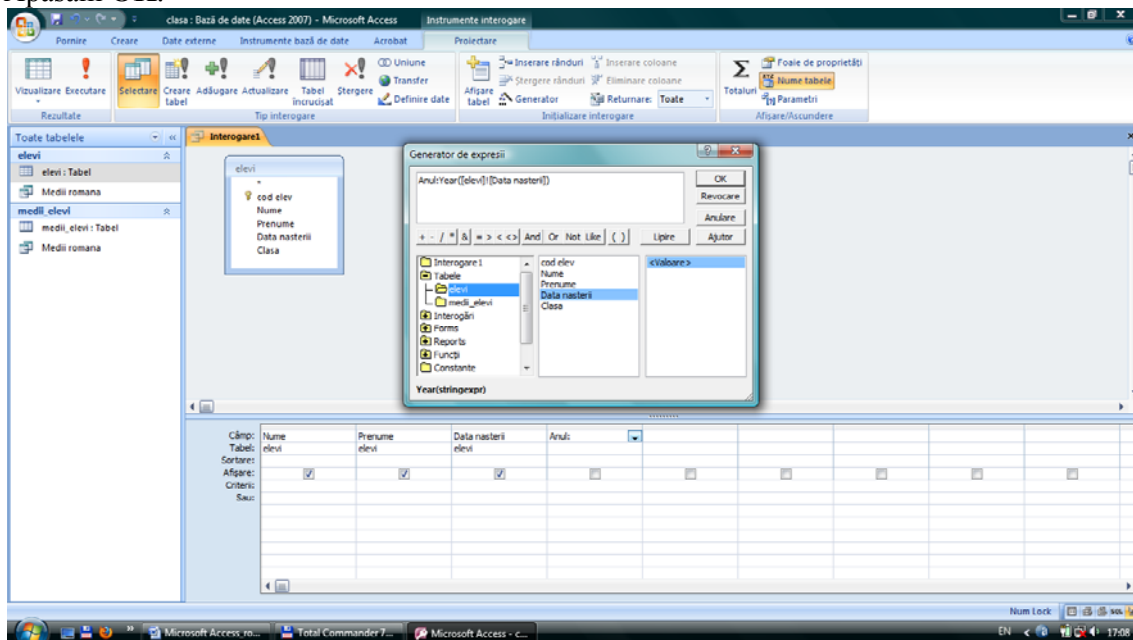 Apăsăm OK.
clasa : Bază de date (Access 2007) - Microsoft Access
Instrumente interogare
Pornire Creare Date externe Instrumente bază de date Acrobat Proiectare
Vizualizare Executare
Selectare Creare tabel Adăugare Actualizare Tabel încrucișat Ștergere
Uniune
Transfer
Definire date
Afișare tabel
Inserare rânduri Inserare coloane
Ștergere rânduri Eliminare coloane
Generator Returnare: Toate
Totaluri
Foaie de proprietăți
Nume tabele
Parametri
Rezultate Tip interogare Inițializare interogare Afișare/Ascundere
Toate tabelele
elevi
elevi : Tabel
Medii romana
medii_elevi
medii_elevi : Tabel
Medii romana
Interogare1
elevi
*
cod elev
Nume
Prenume
Data nasterii
Clasa
Generator de expresii
Anul:Year([elevi]![Data nasterii])
OK
Revocare
Anulare
+ - / * & = > < <> And Or Not Like ( ) Lipire Ajutor
Interogare1
Tabele
elevi
medii_elevi
Interogări
Forms
Reports
Funcții
Constante
cod elev
Nume
Prenume
Data nasterii
Clasa
<Valoare>
Year(stringexpr)
Câmp: Nume Prenume Data nasterii Anul:
Tabel: elevi elevi elevi
Sortare:
Afișare:
Criterii:
Sau:
Num Lock SQL
Microsoft Access_ro... Total Commander 7... Microsoft Access - c... EN 17:08